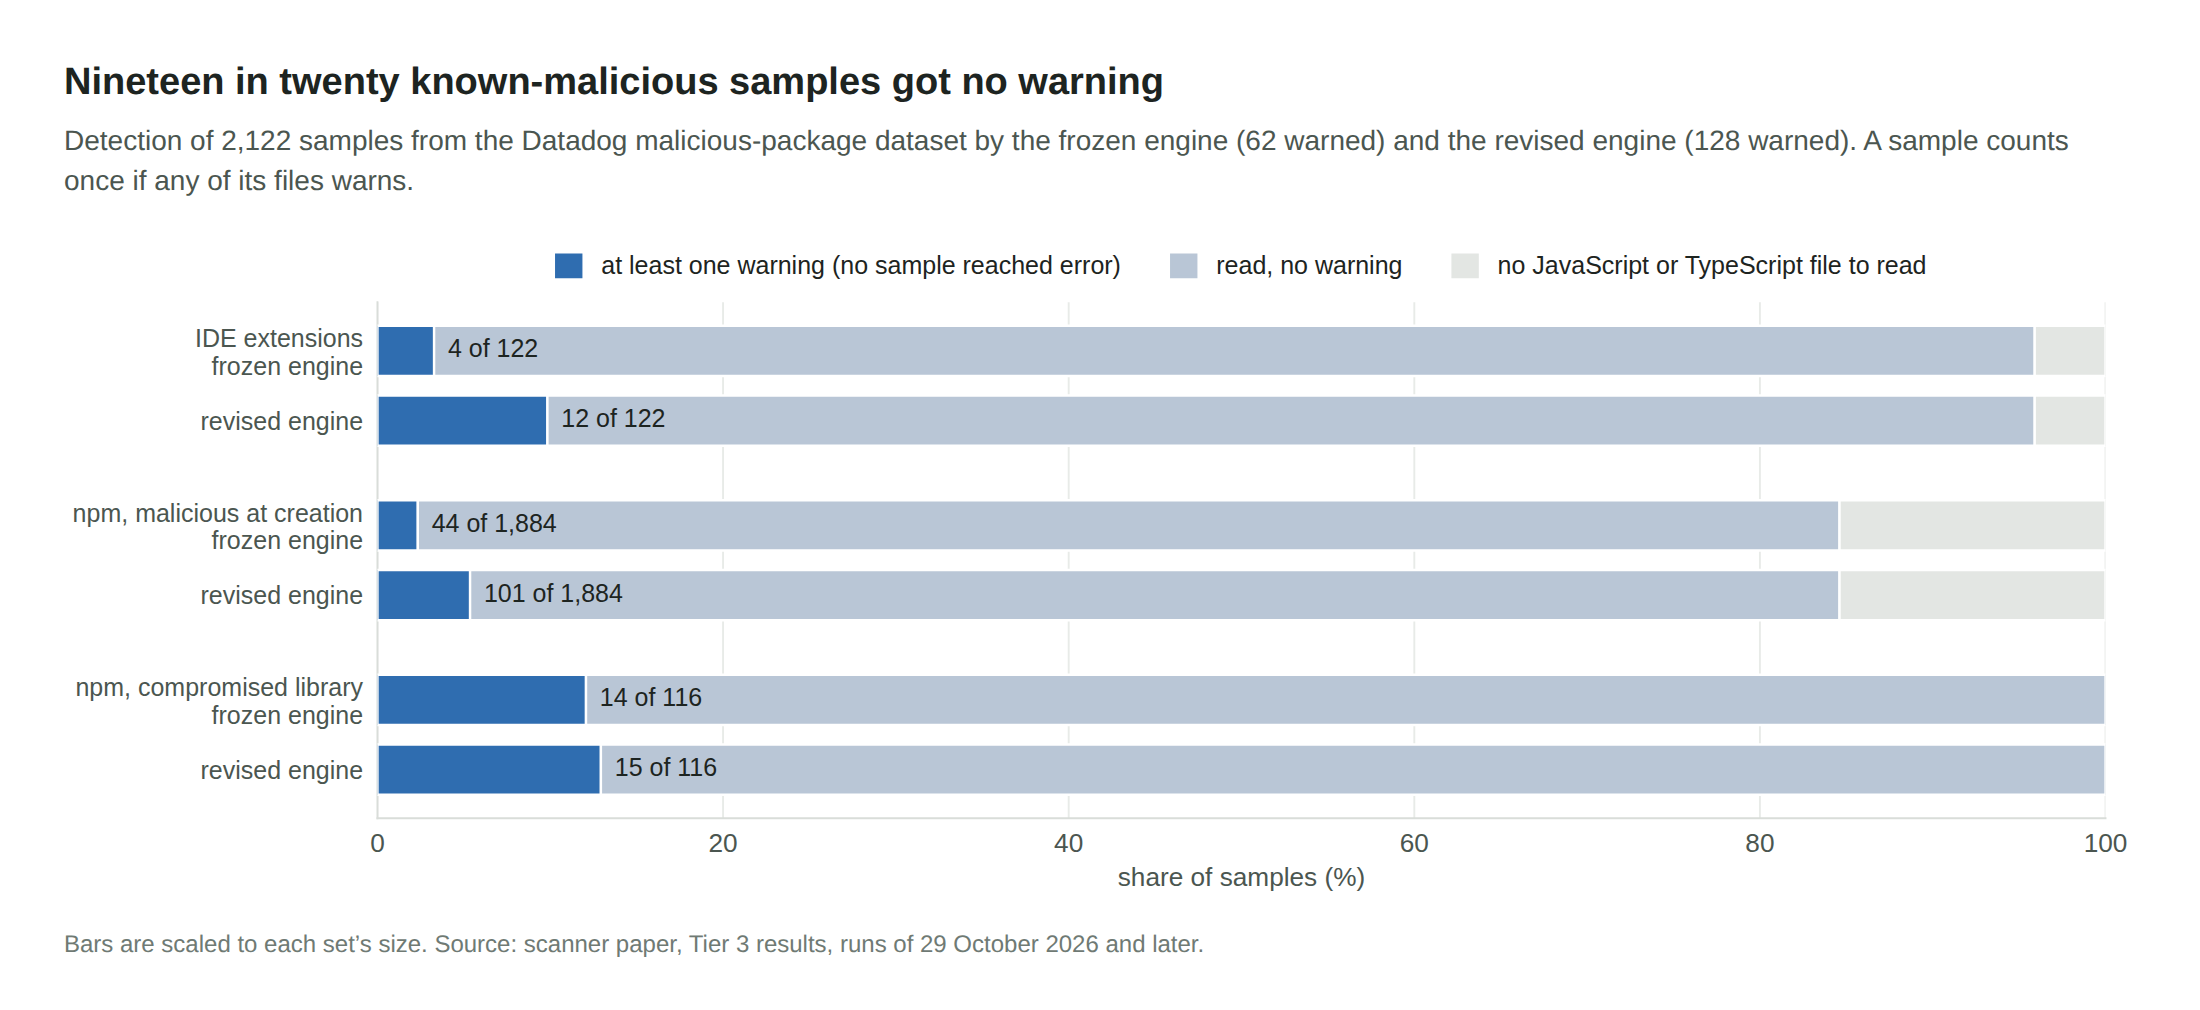 Nineteen in twenty known-malicious samples got no warning
Detection of 2,122 samples from the Datadog malicious-package dataset by the frozen engine (62 warned) and the revised engine (128 warned). A sample counts
once if any of its files warns.
at least one warning (no sample reached error)
read, no warning
no JavaScript or TypeScript file to read
IDE extensions
frozen engine
4 of 122
revised engine
12 of 122
npm, malicious at creation
frozen engine
44 of 1,884
revised engine
101 of 1,884
npm, compromised library
frozen engine
14 of 116
revised engine
15 of 116
0 20 40 60 80 100
share of samples (%)
Bars are scaled to each set’s size. Source: scanner paper, Tier 3 results, runs of 29 October 2026 and later.